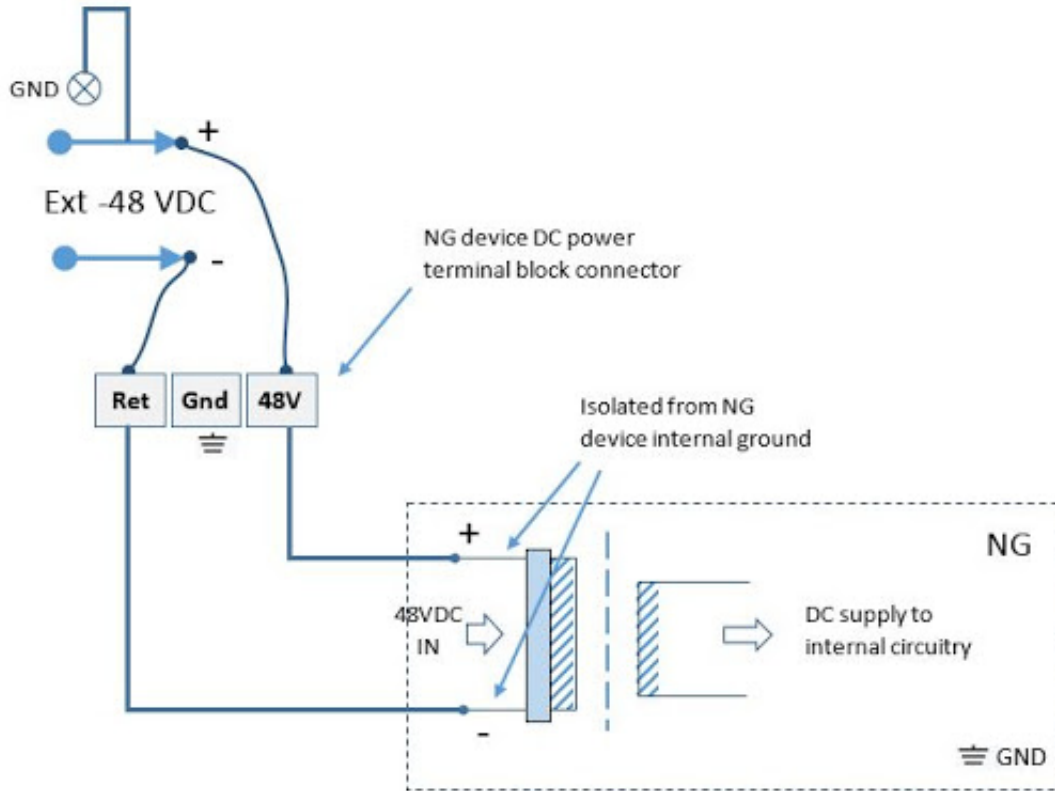 GND
+
Ext -48 VDC
-
NG device DC power
terminal block connector
Ret
Gnd
48V
Isolated from NG
device internal ground
+
NG
48VDC
IN
DC supply to
internal circuitry
-
GND